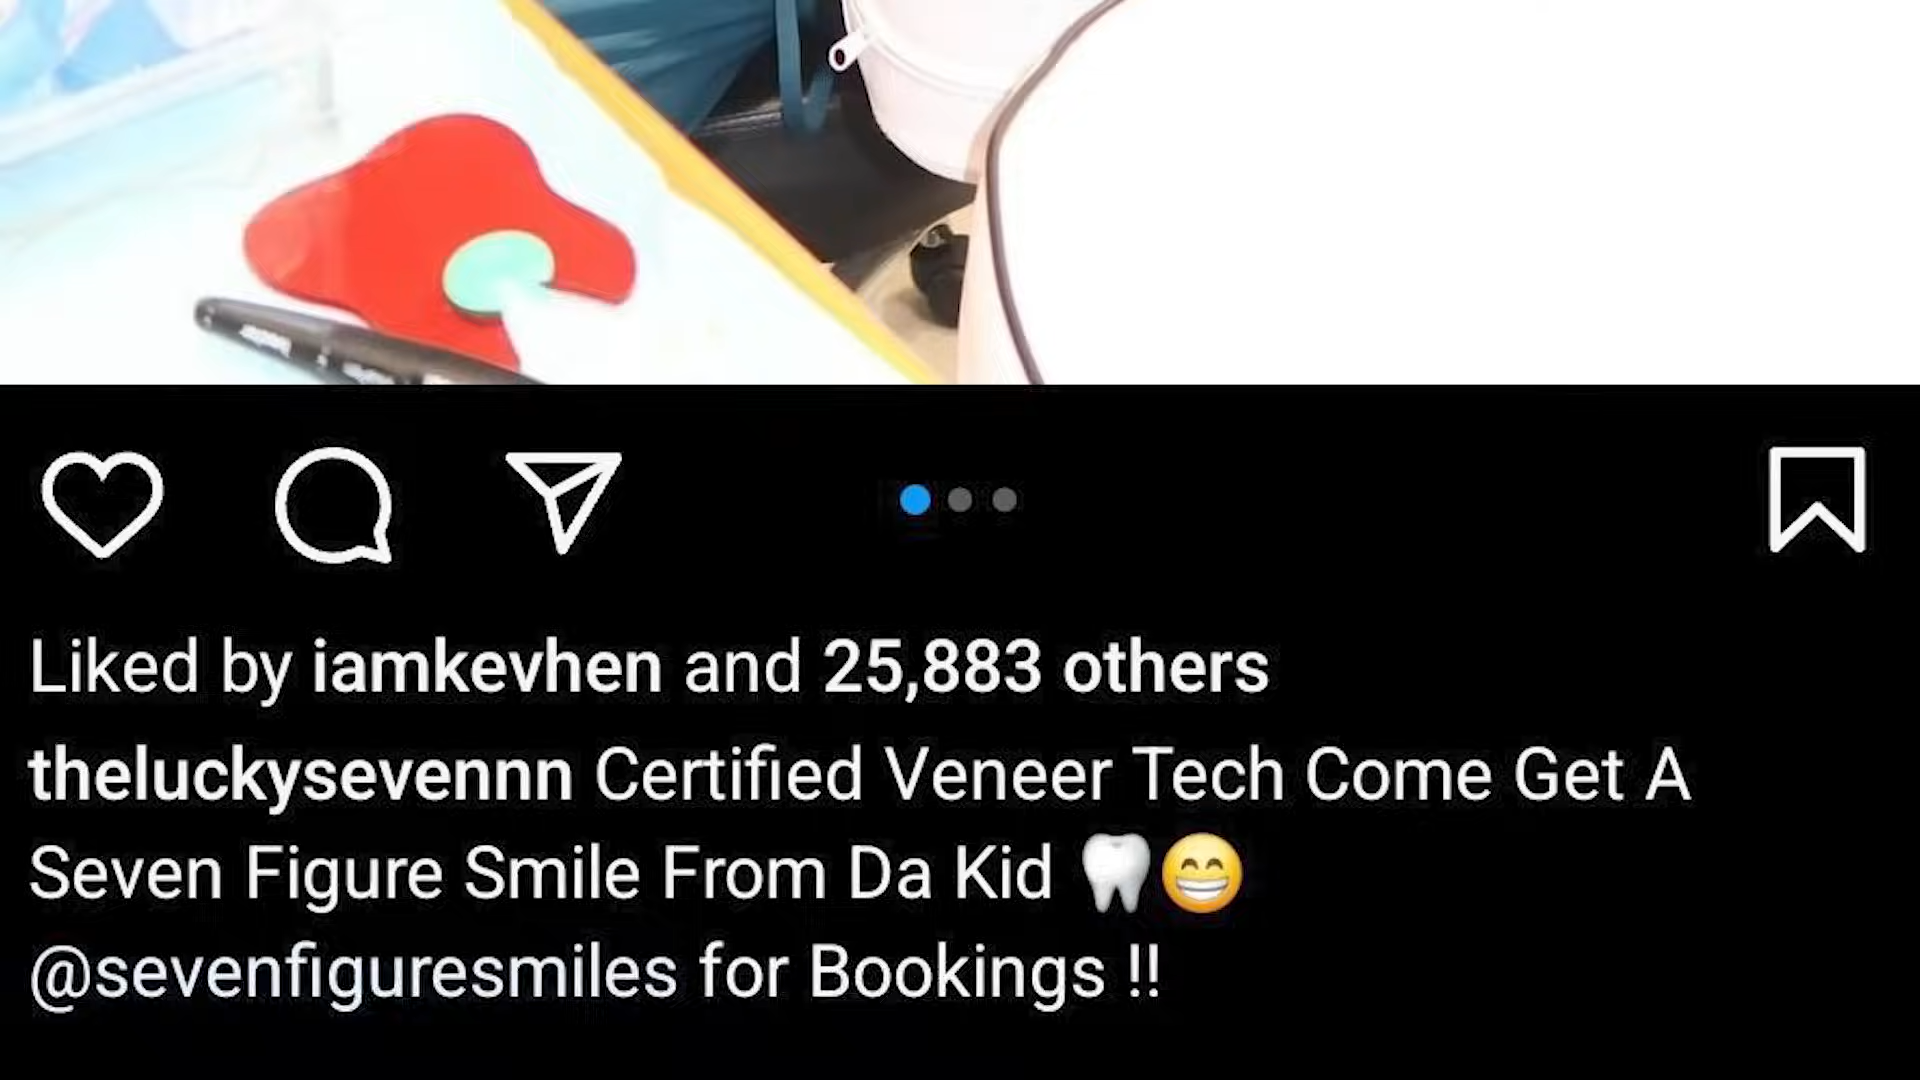 Liked by iamkevhen and 25,883 others
theluckysevennn Certified Veneer Tech Come Get A
Seven Figure Smile From Da Kid 🦷😁
@sevenfiguresmiles for Bookings !!